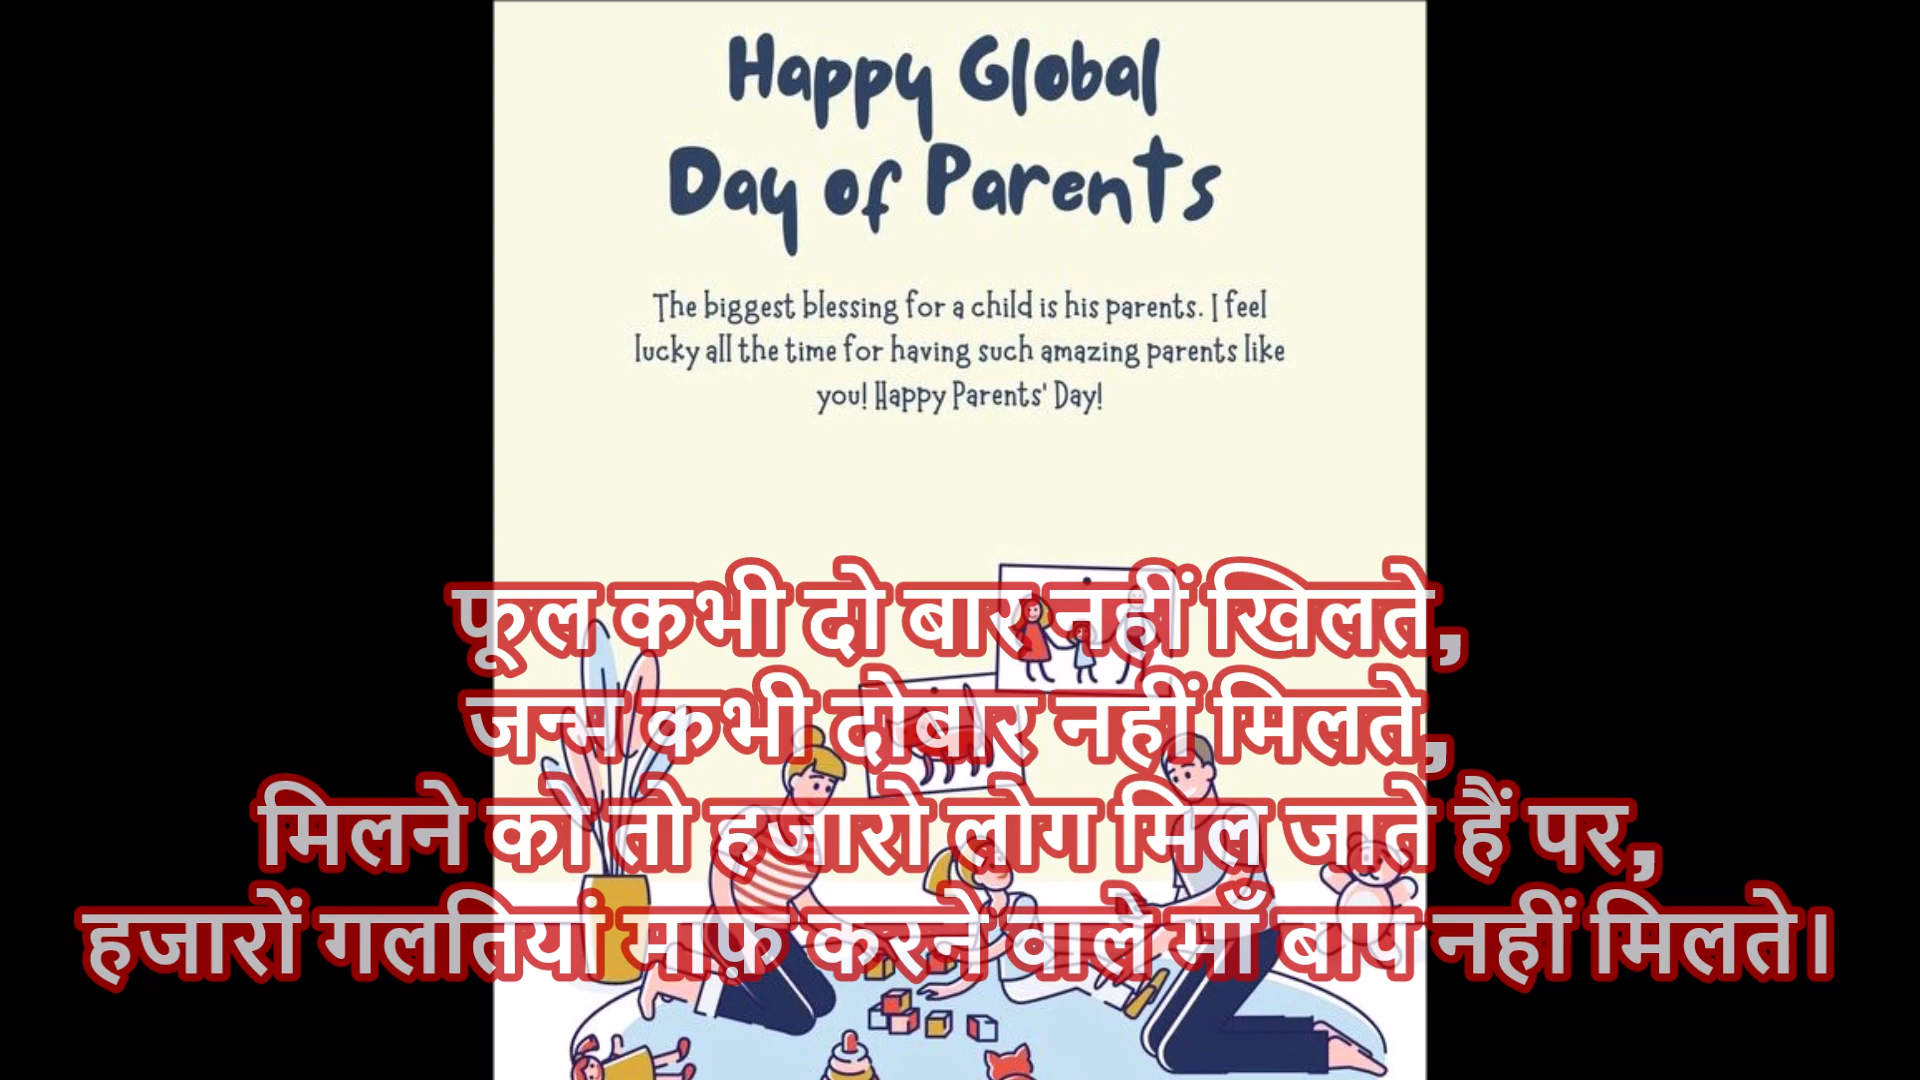 Happy Global
Day of Parents
The biggest blessing for a child is his parents. I feel
lucky all the time for having such amazing parents like
you! Happy Parents' Day!
फूल कभी दो बार नहीं खिलते,
जन्म कभी दोबार नहीं मिलते,
मिलने को तो हजारो लोग मिल जाते हैं पर,
हजारों गलतियां माफ़ करने वाले माँ बाप नहीं मिलते।